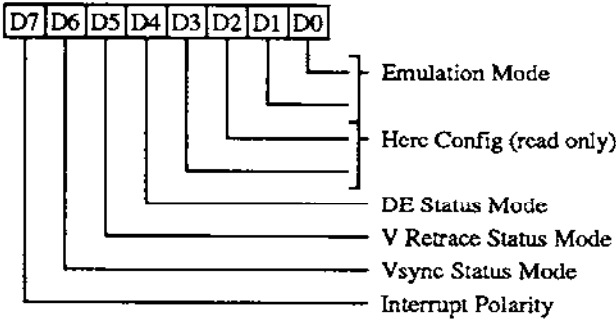 D7 D6 D5 D4 D3 D2 D1 D0
Emulation Mode
Herc Config (read only)
DE Status Mode
V Retrace Status Mode
Vsync Status Mode
Interrupt Polarity